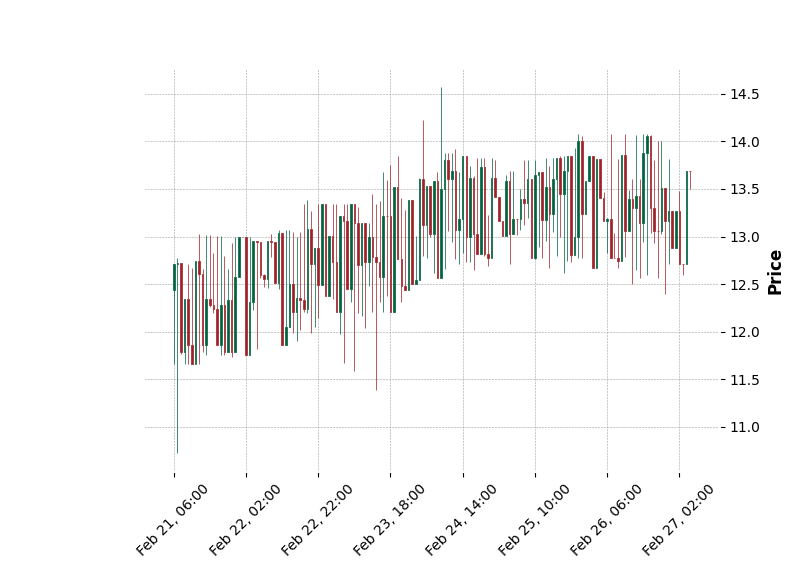 14.5
14.0
13.5
13.0
12.5
12.0
11.5
11.0
Price
Feb 21, 06:00
Feb 22, 02:00
Feb 22, 22:00
Feb 23, 18:00
Feb 24, 14:00
Feb 25, 10:00
Feb 26, 06:00
Feb 27, 02:00